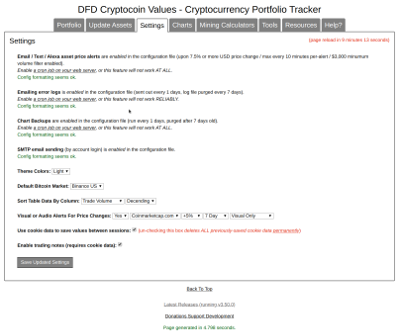 DFD Cryptocoin Values - Cryptocurrency Portfolio Tracker
Portfolio Update Assets Settings Charts Mining Calculators Tools Resources Help?
Settings
(page reload in 9 minutes 13 seconds)
Email / Text / Alexa asset price alerts are enabled in the configuration file (upon 7.5% or more USD price change / max every 10 minutes per-alert / $3,000 minumum
volume filter enabled).
Enable a cron job on your web server, or this feature will not work AT ALL.
Config formatting seems ok.
Emailing error logs is enabled in the configuration file (sent out every 1 days, log file purged every 7 days).
Enable a cron job on your web server, or this feature will not work RELIABLY.
Config formatting seems ok.
Chart Backups are enabled in the configuration file (run every 1 days, purged after 7 days old).
Enable a cron job on your web server, or this feature will not work AT ALL.
Config formatting seems ok.
SMTP email sending (by account login) is enabled in the configuration file.
Config formatting seems ok.
Theme Colors: Light
Default Bitcoin Market: Binance US
Sort Table Data By Column: Trade Volume Decending
Visual or Audio Alerts For Price Changes: Yes Coinmarketcap.com +5% 7 Day Visual Only
Use cookie data to save values between sessions: (un-checking this box deletes ALL previously-saved cookie data permanently)
Enable trading notes (requires cookie data):
Save Updated Settings
Back To Top
Latest Releases (running v3.50.0)
Donations Support Development
Page generated in 4.798 seconds